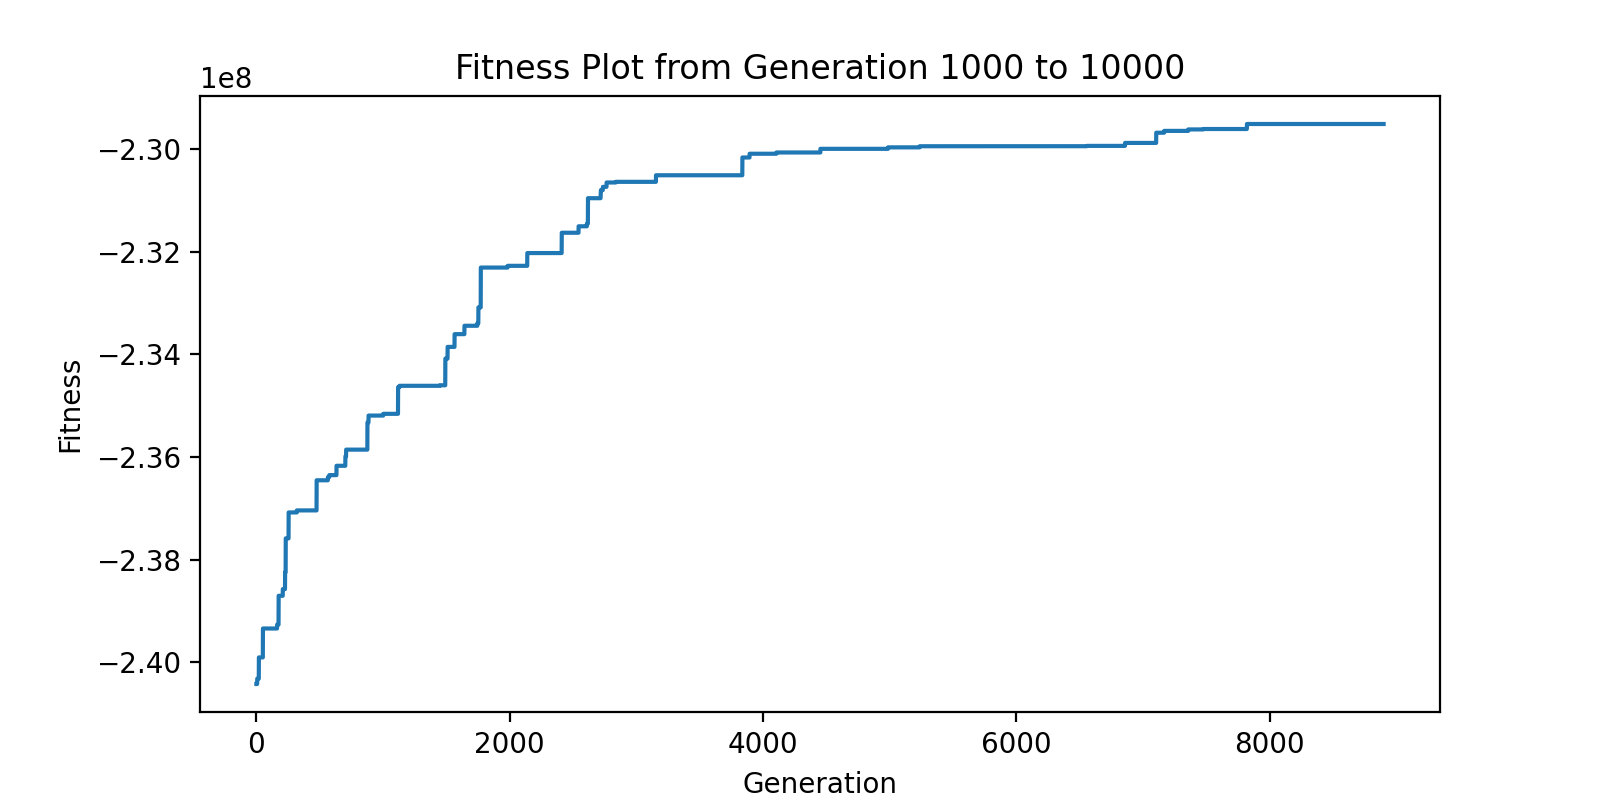 Fitness Plot from Generation 1000 to 10000
1e8
−2.30
−2.32
−2.34
−2.36
−2.38
−2.40
Fitness
0 2000 4000 6000 8000
Generation